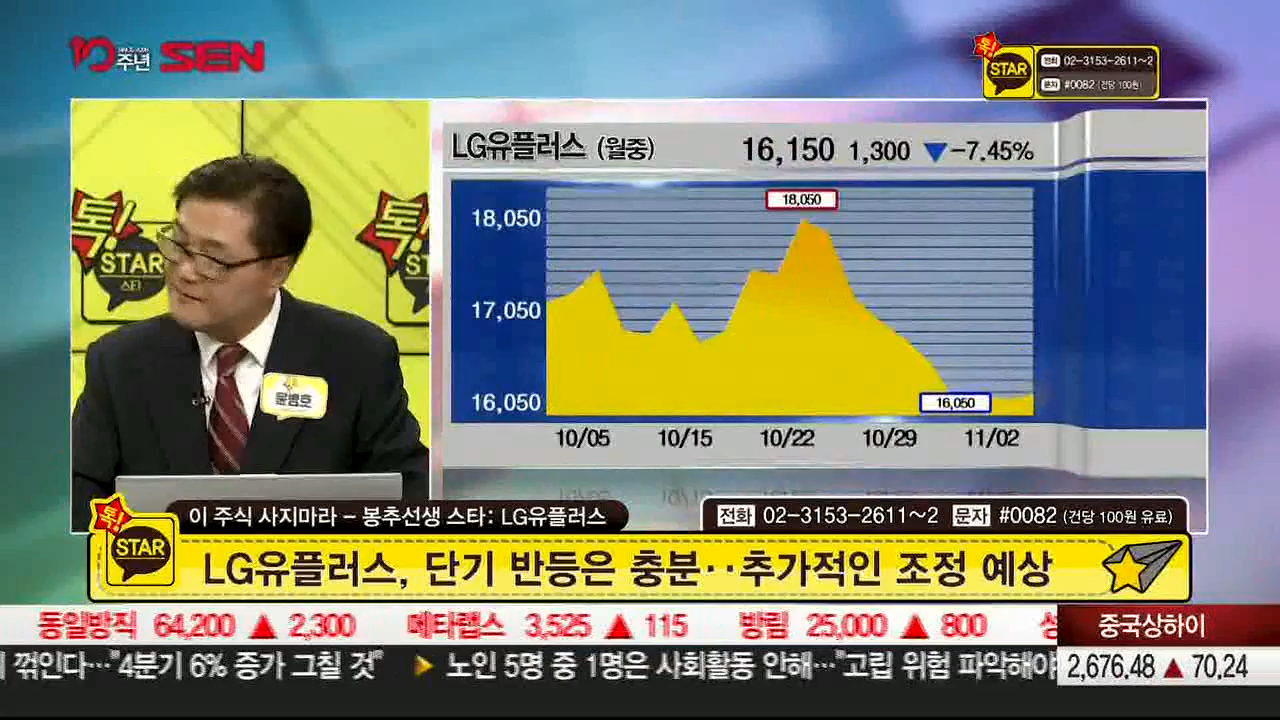 10주년 SEN
톡! STAR
전화 02-3153-2611~2
문자 #0082 (건당 100원)
톡!
STAR
스타
톡!
문병호
LG유플러스 (월중) 16,150 1,300 ▼-7.45%
18,050
18,050
17,050
16,050
16,050
10/05 10/15 10/22 10/29 11/02
이 주식 사지마라 - 봉추선생 스타: LG유플러스
전화 02-3153-2611~2 문자 #0082 (건당 100원 유료)
톡! STAR
LG유플러스, 단기 반등은 충분··추가적인 조정 예상
동일방직 64,200 ▲ 2,300 메타랩스 3,525 ▲ 115 방림 25,000 ▲ 800
중국상하이
꺾인다…"4분기 6% 증가 그칠 것" ▶ 노인 5명 중 1명은 사회활동 안해…"고립 위험 파악해야
2,676.48 ▲ 70.24